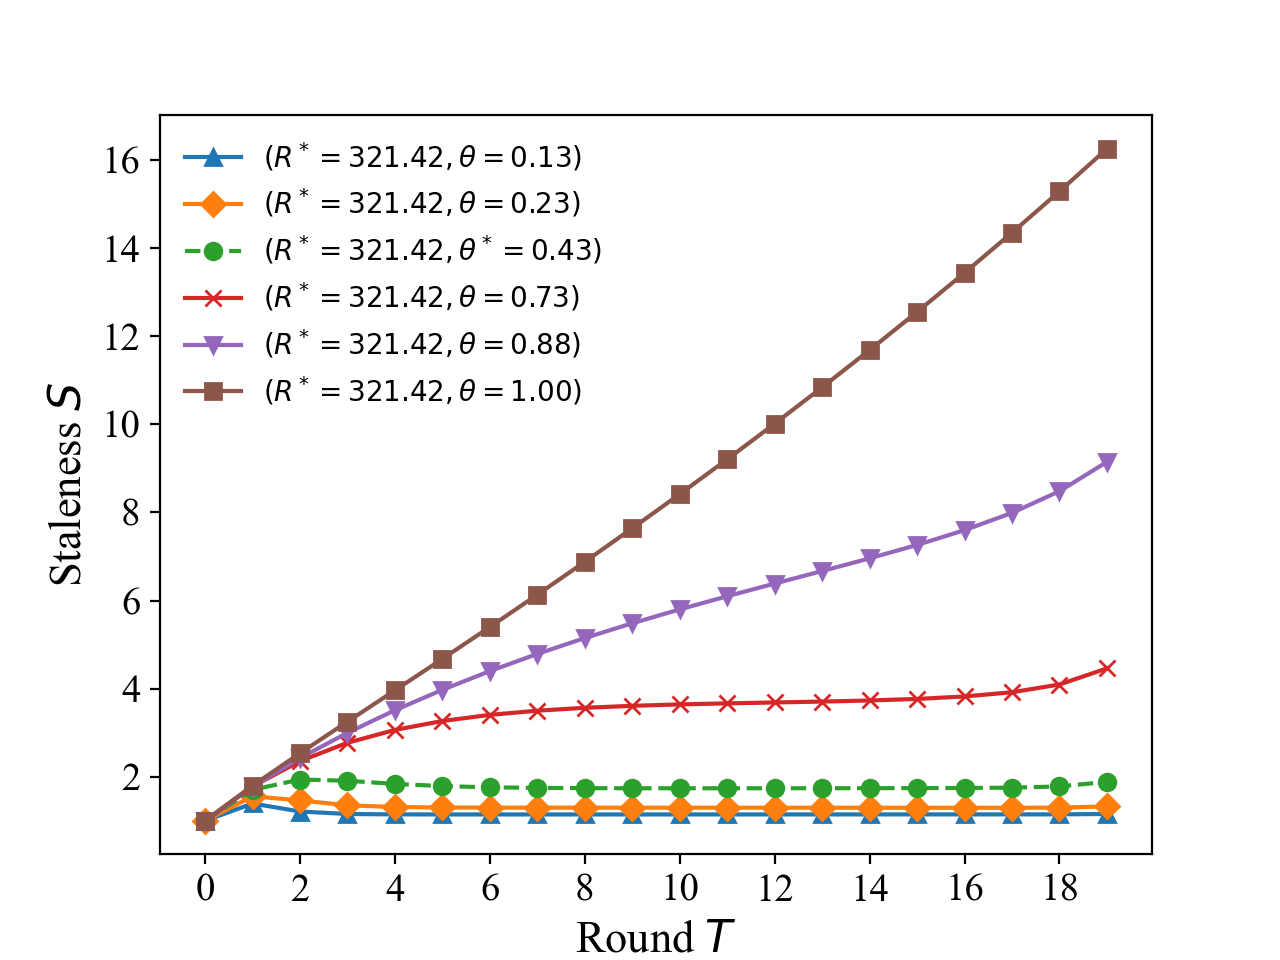 (R* = 321.42, θ = 0.13)
(R* = 321.42, θ = 0.23)
(R* = 321.42, θ* = 0.43)
(R* = 321.42, θ = 0.73)
(R* = 321.42, θ = 0.88)
(R* = 321.42, θ = 1.00)
Staleness S
16
14
12
10
8
6
4
2
0 2 4 6 8 10 12 14 16 18
Round T